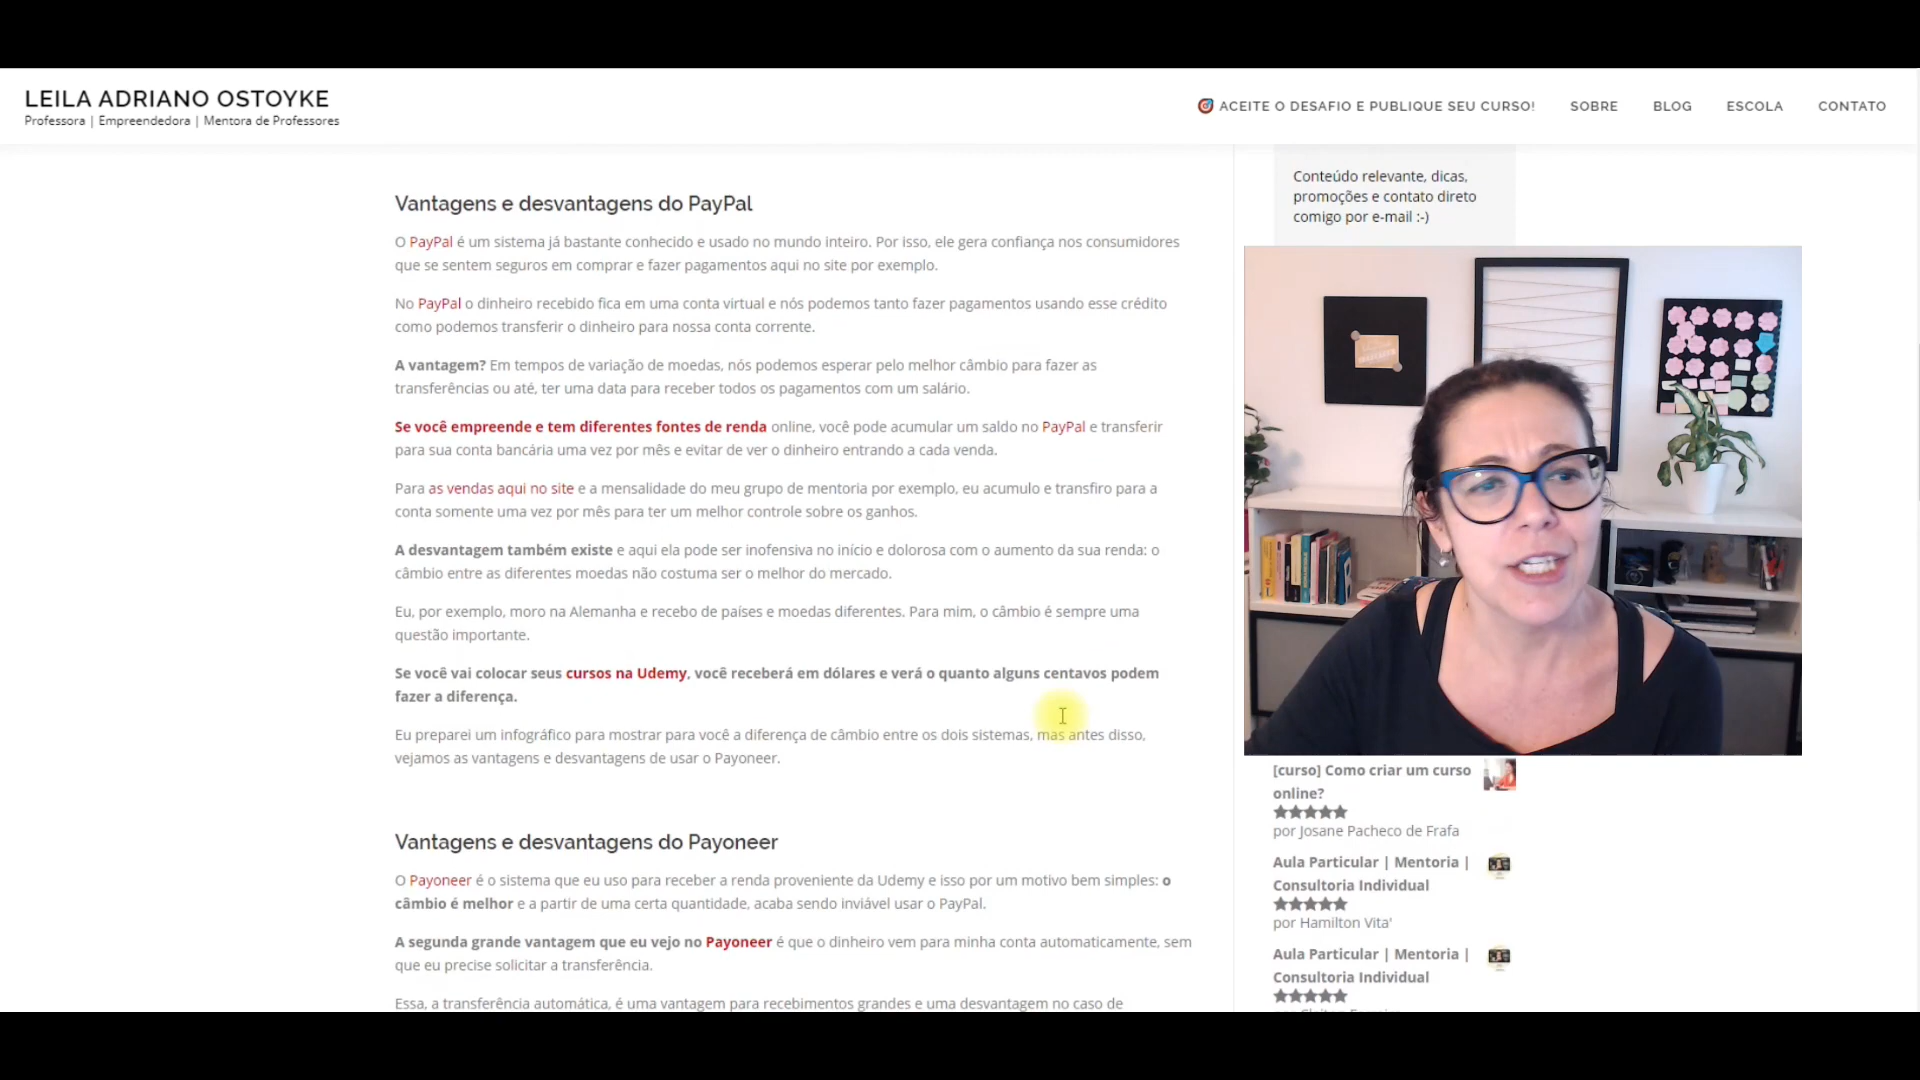 LEILA ADRIANO OSTOYKE
Professora | Empreendedora | Mentora de Professores
ACEITE O DESAFIO E PUBLIQUE SEU CURSO!
SOBRE
BLOG
ESCOLA
CONTATO
Vantagens e desvantagens do PayPal
O PayPal é um sistema já bastante conhecido e usado no mundo inteiro. Por isso, ele gera confiança nos consumidores
que se sentem seguros em comprar e fazer pagamentos aqui no site por exemplo.
No PayPal o dinheiro recebido fica em uma conta virtual e nós podemos tanto fazer pagamentos usando esse crédito
como podemos transferir o dinheiro para nossa conta corrente.
A vantagem? Em tempos de variação de moedas, nós podemos esperar pelo melhor câmbio para fazer as
transferências ou até, ter uma data para receber todos os pagamentos com um salário.
Se você empreende e tem diferentes fontes de renda online, você pode acumular um saldo no PayPal e transferir
para sua conta bancária uma vez por mês e evitar de ver o dinheiro entrando a cada venda.
Para as vendas aqui no site e a mensalidade do meu grupo de mentoria por exemplo, eu acumulo e transfiro para a
conta somente uma vez por mês para ter um melhor controle sobre os ganhos.
A desvantagem também existe e aqui ela pode ser inofensiva no início e dolorosa com o aumento da sua renda: o
câmbio entre as diferentes moedas não costuma ser o melhor do mercado.
Eu, por exemplo, moro na Alemanha e recebo de países e moedas diferentes. Para mim, o câmbio é sempre uma
questão importante.
Se você vai colocar seus cursos na Udemy, você receberá em dólares e verá o quanto alguns centavos podem
fazer a diferença.
Eu preparei um infográfico para mostrar para você a diferença de câmbio entre os dois sistemas, mas antes disso,
vejamos as vantagens e desvantagens de usar o Payoneer.
Vantagens e desvantagens do Payoneer
O Payoneer é o sistema que eu uso para receber a renda proveniente da Udemy e isso por um motivo bem simples: o
câmbio é melhor e a partir de uma certa quantidade, acaba sendo inviável usar o PayPal.
A segunda grande vantagem que eu vejo no Payoneer é que o dinheiro vem para minha conta automaticamente, sem
que eu precise solicitar a transferência.
Essa, a transferência automática, é uma vantagem para recebimentos grandes e uma desvantagem no caso de
Conteúdo relevante, dicas,
promoções e contato direto
comigo por e-mail :-)
[curso] Como criar um curso
online?
por Josane Pacheco de Frafa
Aula Particular | Mentoria |
Consultoria Individual
por Hamilton Vita'
Aula Particular | Mentoria |
Consultoria Individual